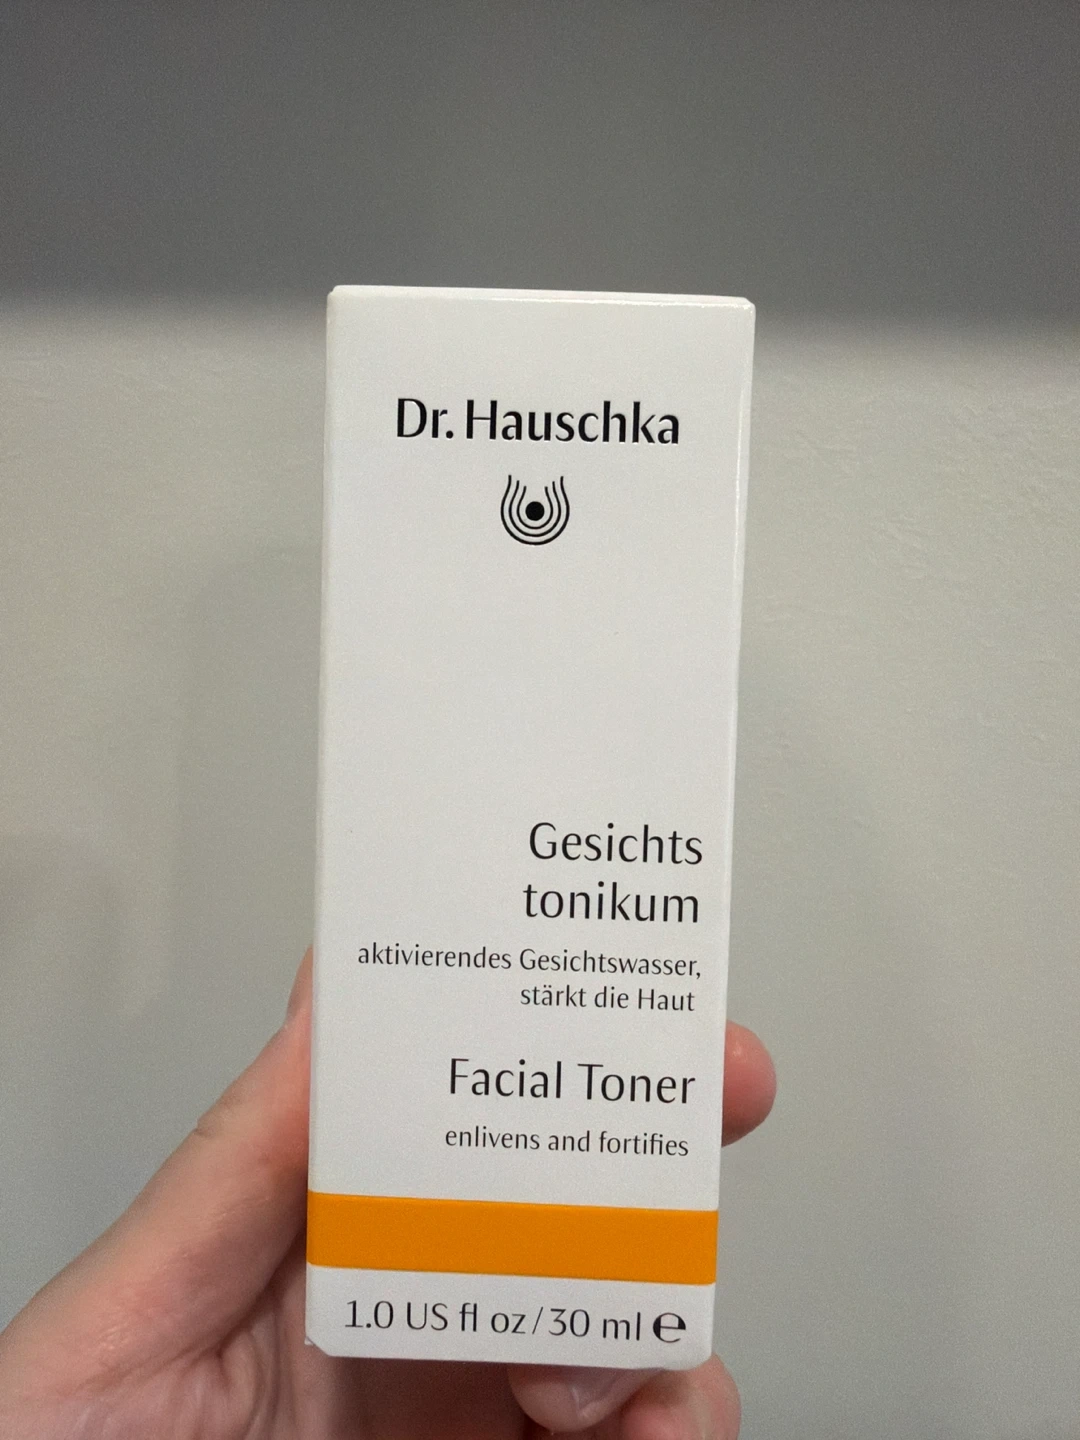 Dr. Hauschka
Gesichts
tonikum
aktivierendes Gesichtswasser,
stärkt die Haut
Facial Toner
enlivens and fortifies
1.0 US fl oz/30 ml ℮